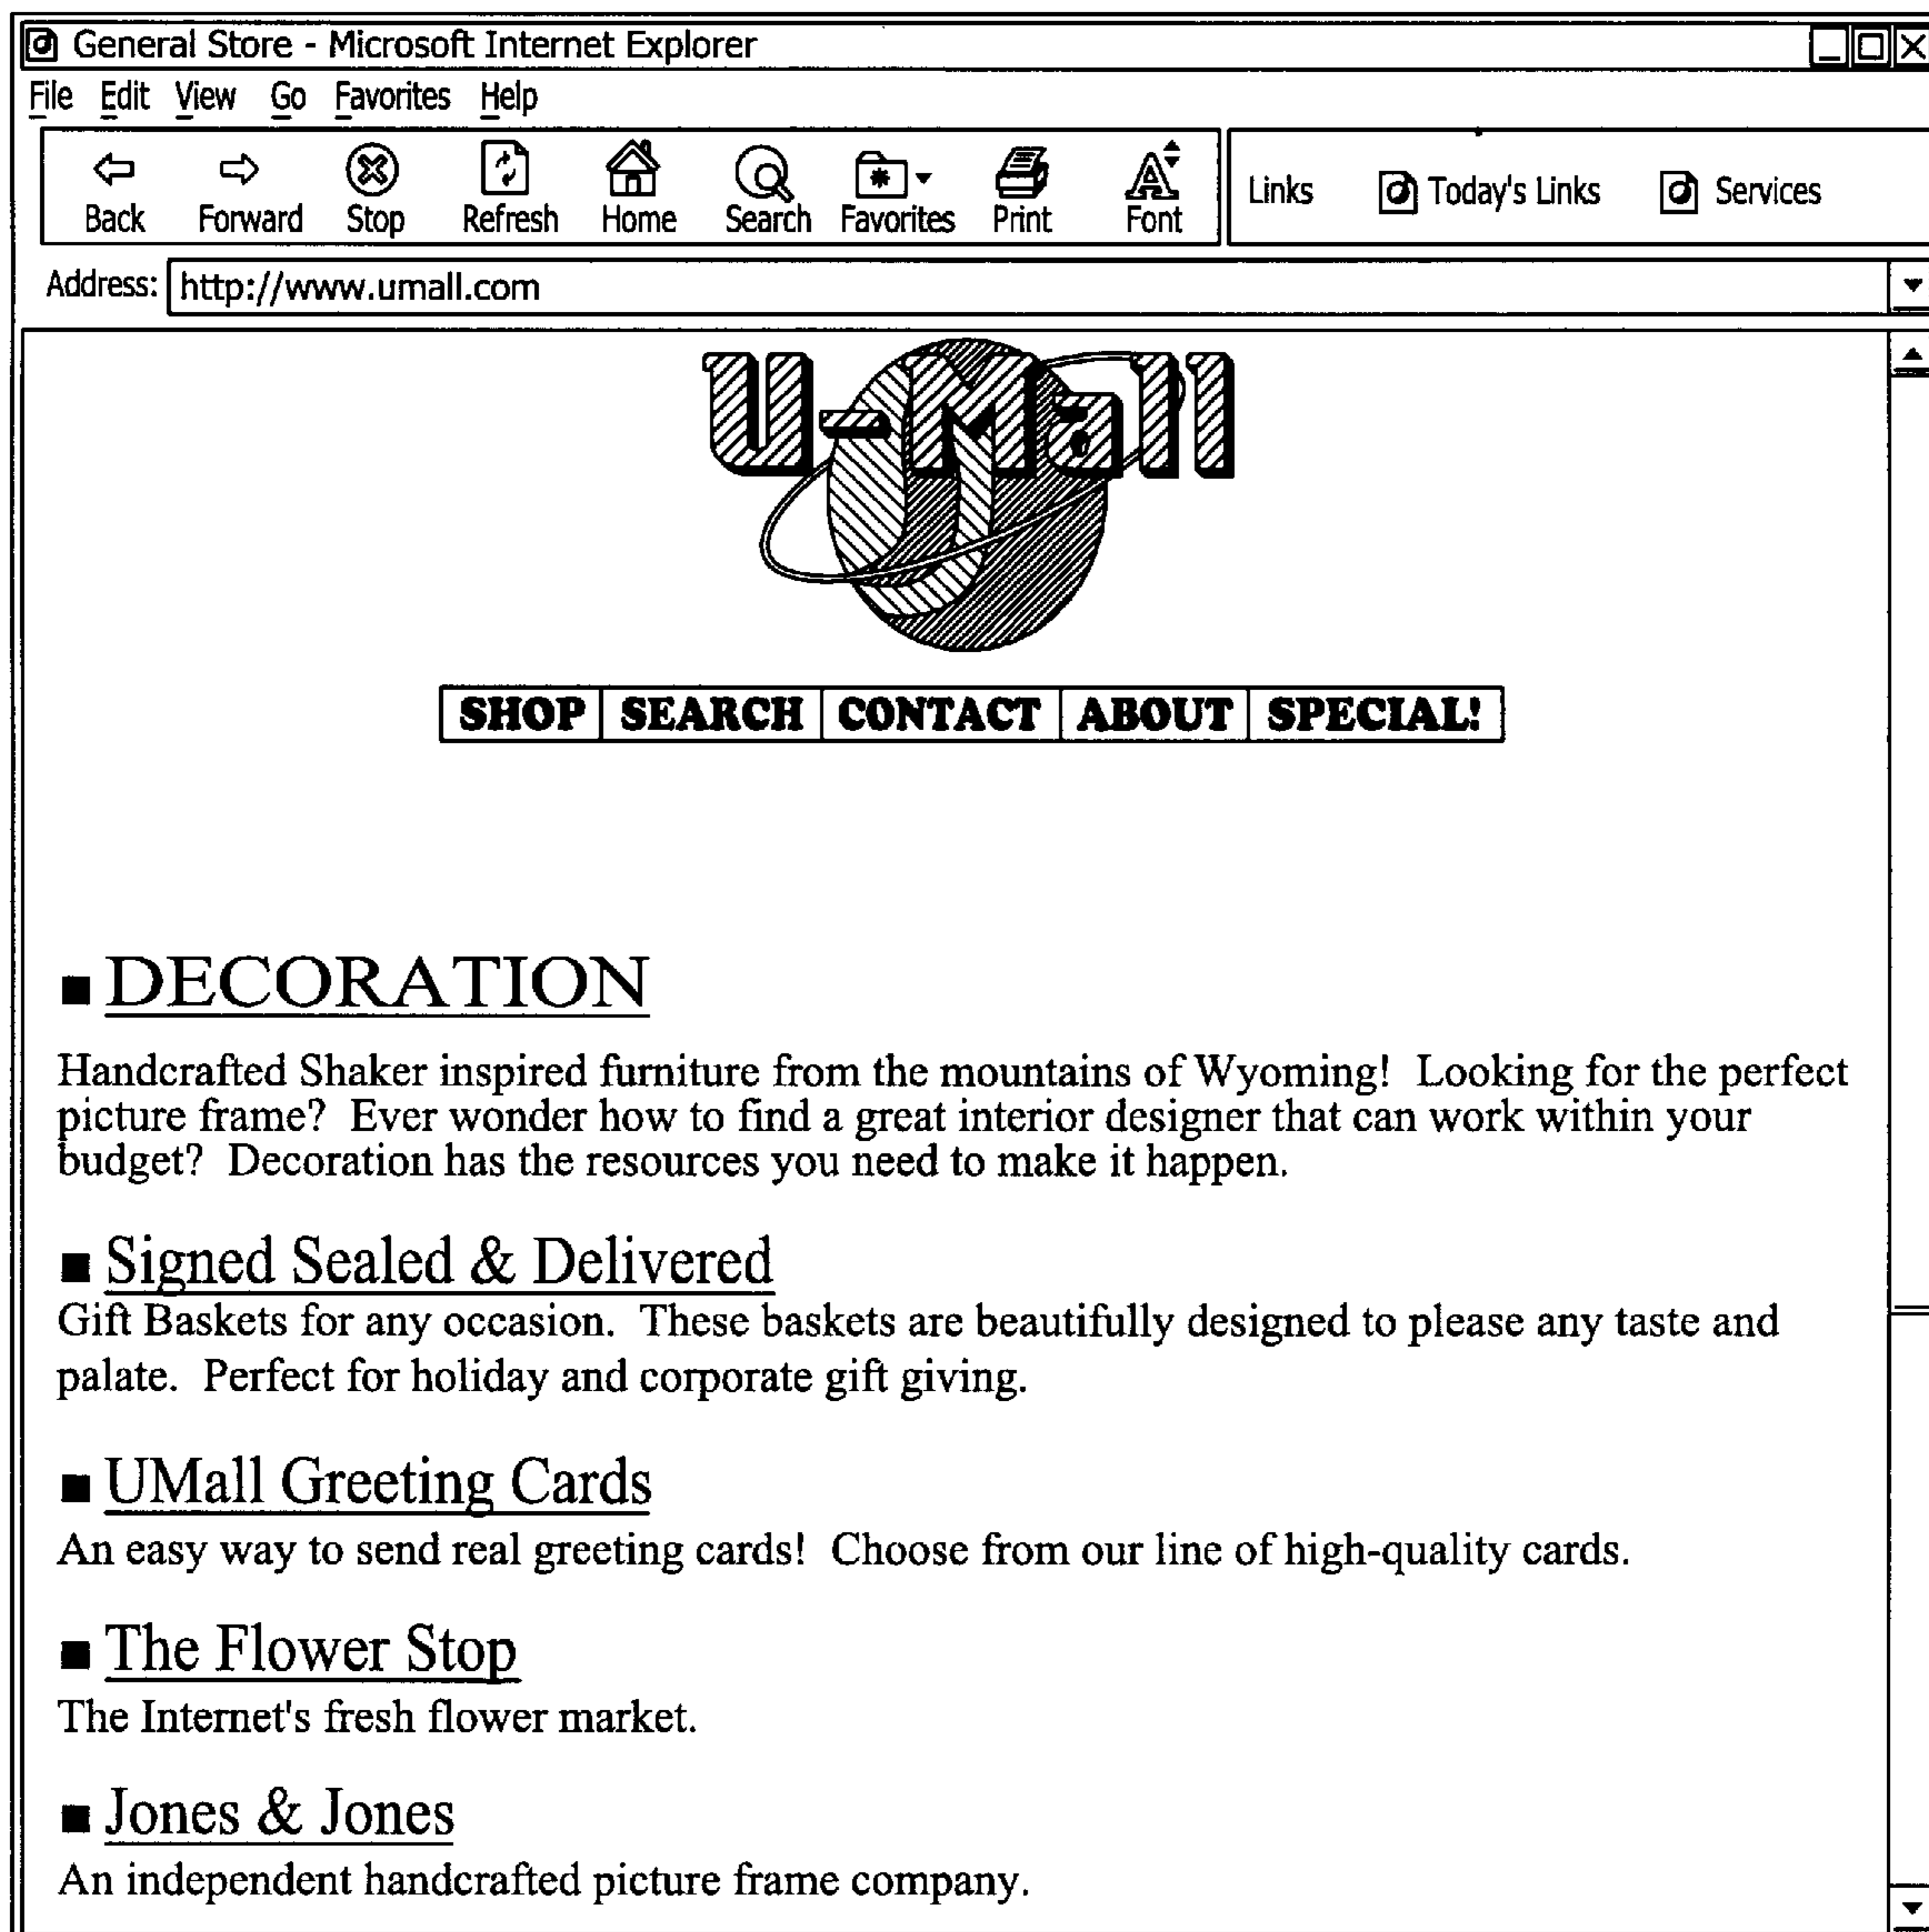 General Store - Microsoft Internet Explorer
File Edit View Go Favorites Help
Back Forward Stop Refresh Home Search Favorites Print Font Links Today's Links Services
Address: http://www.umall.com
u-Mall
SHOP SEARCH CONTACT ABOUT SPECIAL!
DECORATION
Handcrafted Shaker inspired furniture from the mountains of Wyoming! Looking for the perfect
picture frame? Ever wonder how to find a great interior designer that can work within your
budget? Decoration has the resources you need to make it happen.
Signed Sealed & Delivered
Gift Baskets for any occasion. These baskets are beautifully designed to please any taste and
palate. Perfect for holiday and corporate gift giving.
UMall Greeting Cards
An easy way to send real greeting cards! Choose from our line of high-quality cards.
The Flower Stop
The Internet's fresh flower market.
Jones & Jones
An independent handcrafted picture frame company.